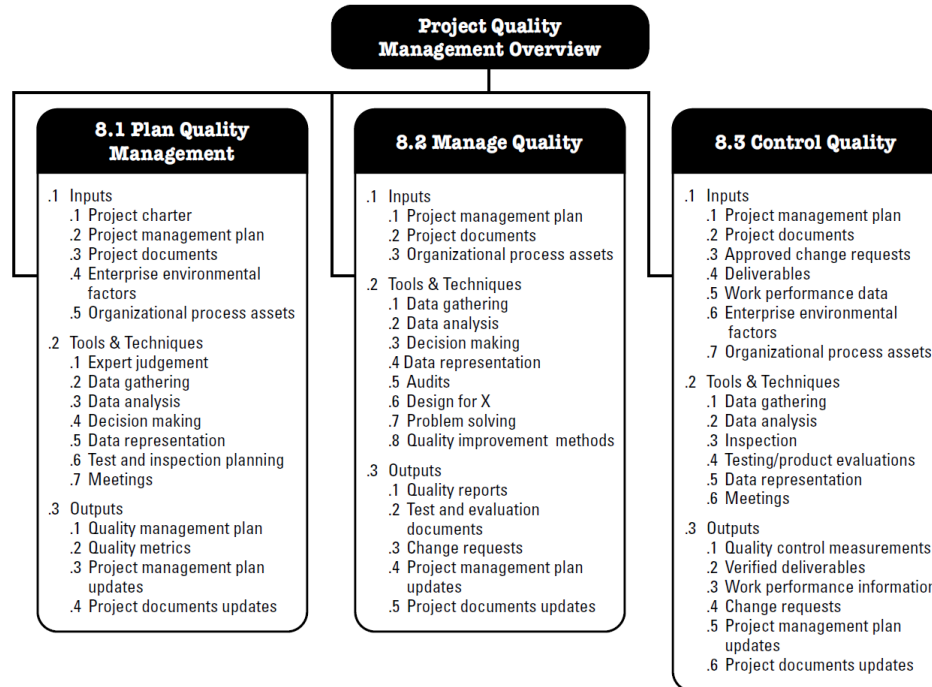 Project Quality
Management Overview
8.1 Plan Quality
Management
.1 Inputs
.1 Project charter
.2 Project management plan
.3 Project documents
.4 Enterprise environmental
factors
.5 Organizational process assets
.2 Tools & Techniques
.1 Expert judgement
.2 Data gathering
.3 Data analysis
.4 Decision making
.5 Data representation
.6 Test and inspection planning
.7 Meetings
.3 Outputs
.1 Quality management plan
.2 Quality metrics
.3 Project management plan
updates
.4 Project documents updates
8.2 Manage Quality
.1 Inputs
.1 Project management plan
.2 Project documents
.3 Organizational process assets
.2 Tools & Techniques
.1 Data gathering
.2 Data analysis
.3 Decision making
.4 Data representation
.5 Audits
.6 Design for X
.7 Problem solving
.8 Quality improvement methods
.3 Outputs
.1 Quality reports
.2 Test and evaluation
documents
.3 Change requests
.4 Project management plan
updates
.5 Project documents updates
8.3 Control Quality
.1 Inputs
.1 Project management plan
.2 Project documents
.3 Approved change requests
.4 Deliverables
.5 Work performance data
.6 Enterprise environmental
factors
.7 Organizational process assets
.2 Tools & Techniques
.1 Data gathering
.2 Data analysis
.3 Inspection
.4 Testing/product evaluations
.5 Data representation
.6 Meetings
.3 Outputs
.1 Quality control measurements
.2 Verified deliverables
.3 Work performance information
.4 Change requests
.5 Project management plan
updates
.6 Project documents updates